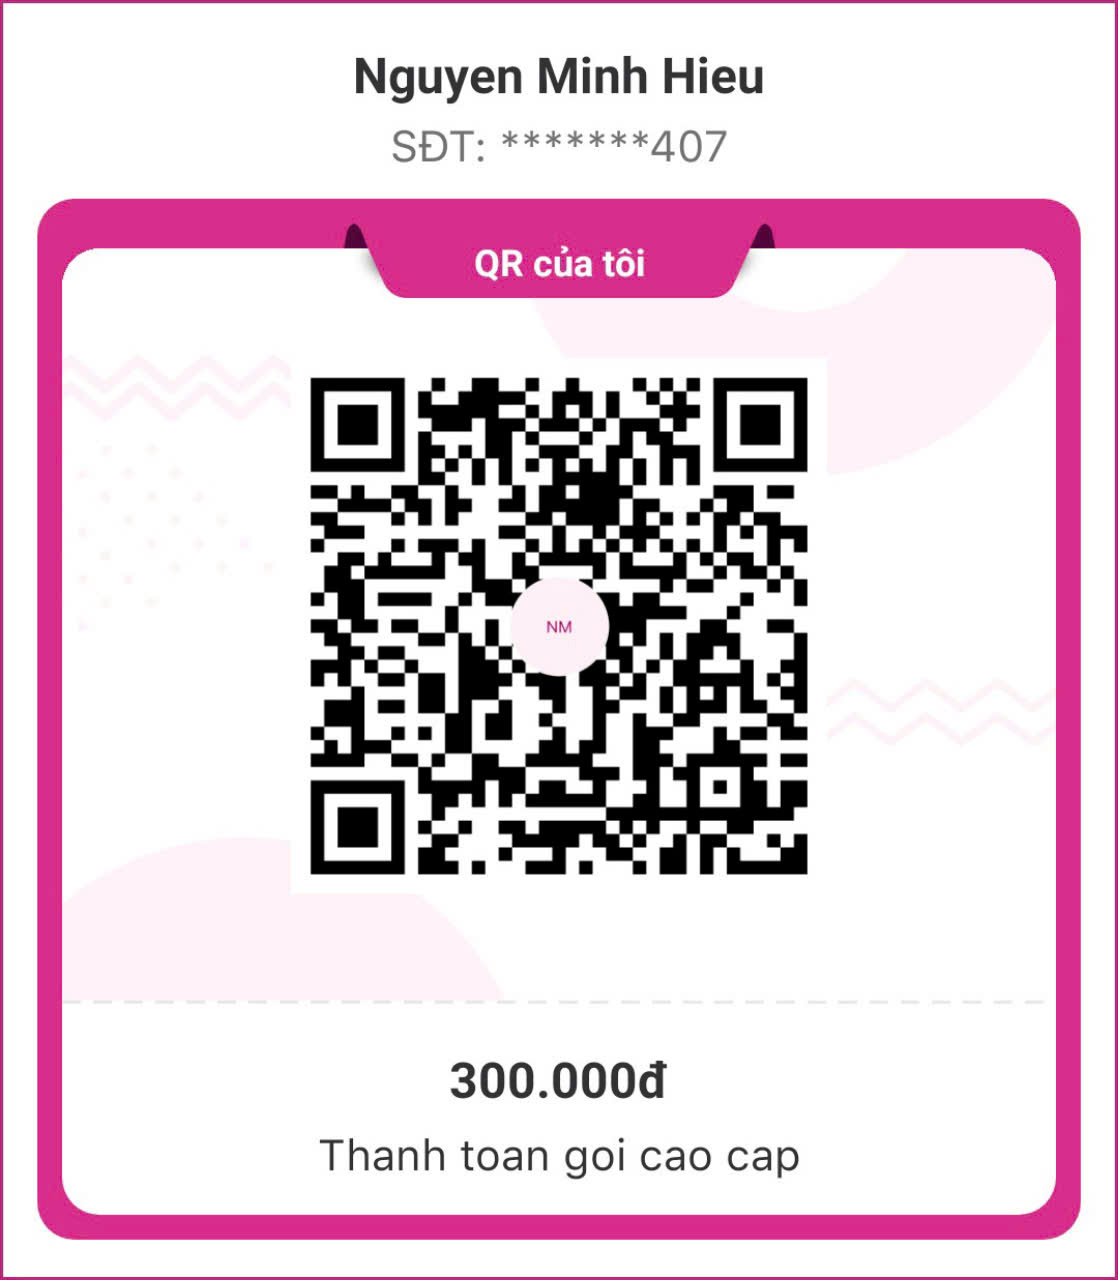 Nguyen Minh Hieu
SĐT: *******407
QR của tôi
NM
300.000đ
Thanh toan goi cao cap